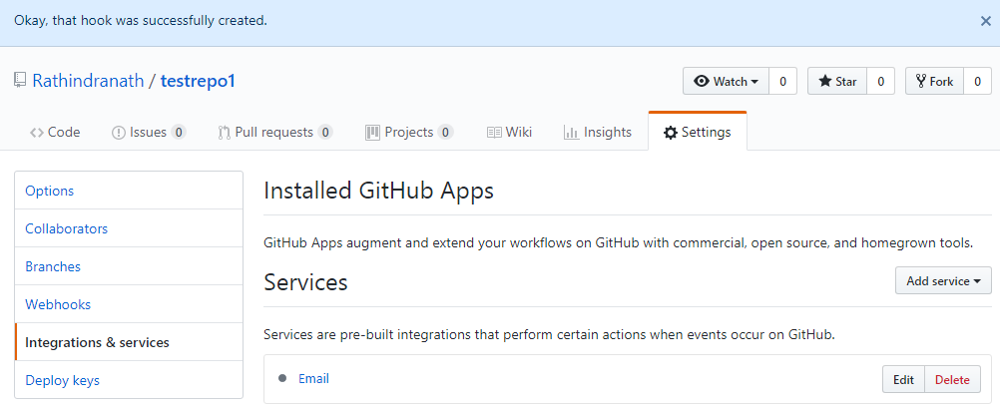 Okay, that hook was successfully created.
Rathindranath / testrepo1
Watch 0 Star 0 Fork 0
Code Issues 0 Pull requests 0 Projects 0 Wiki Insights Settings
Options
Collaborators
Branches
Webhooks
Integrations & services
Deploy keys
Installed GitHub Apps
GitHub Apps augment and extend your workflows on GitHub with commercial, open source, and homegrown tools.
Services
Add service
Services are pre-built integrations that perform certain actions when events occur on GitHub.
Email Edit Delete